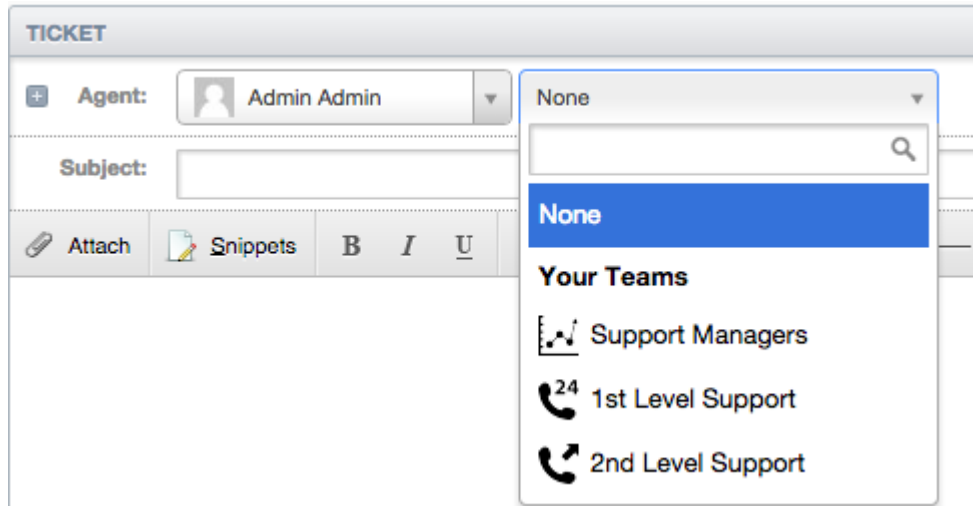 TICKET
Agent: Admin Admin None
Subject:
None
Attach Snippets B I U
Your Teams
Support Managers
24 1st Level Support
2nd Level Support